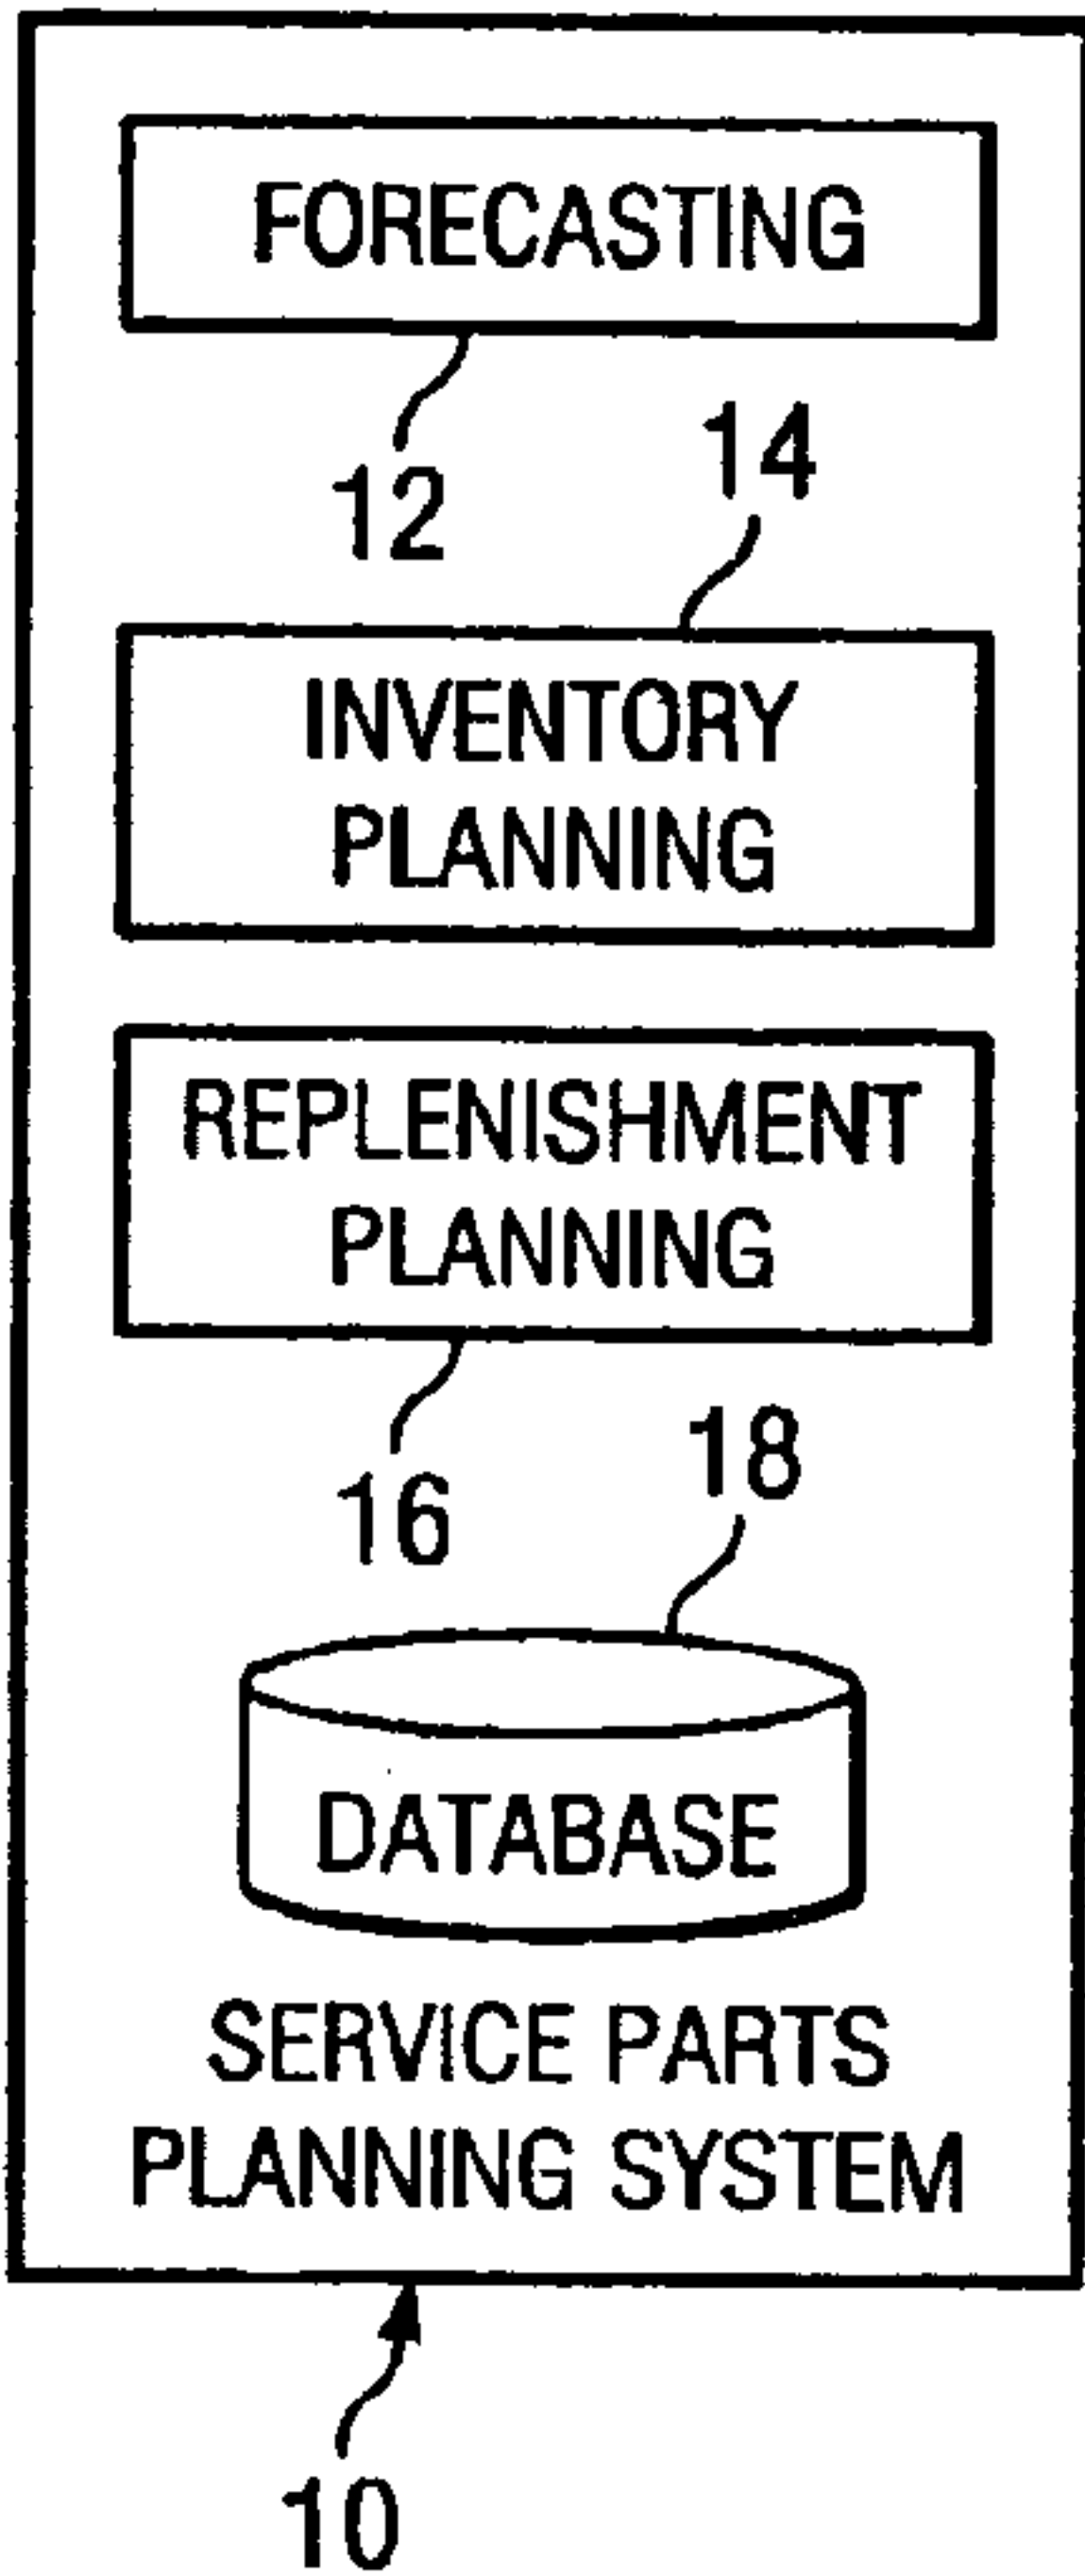 FORECASTING
12
14
INVENTORY
PLANNING
REPLENISHMENT
PLANNING
16
18
DATABASE
SERVICE PARTS
PLANNING SYSTEM
10